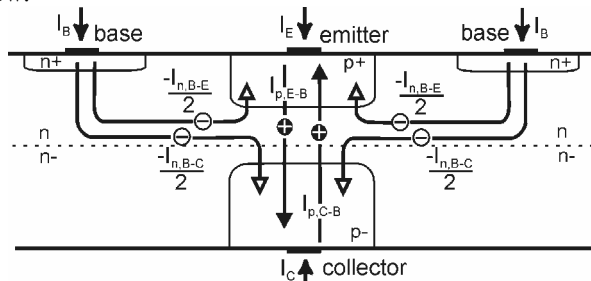 I_B base
I_E emitter
base I_B
n+
p+
n+
-I_n,B-E
2
I_p,E-B
-I_n,B-E
2
n
n-
n
n-
-I_n,B-C
2
-I_n,B-C
2
I_p,C-B
p-
I_C collector